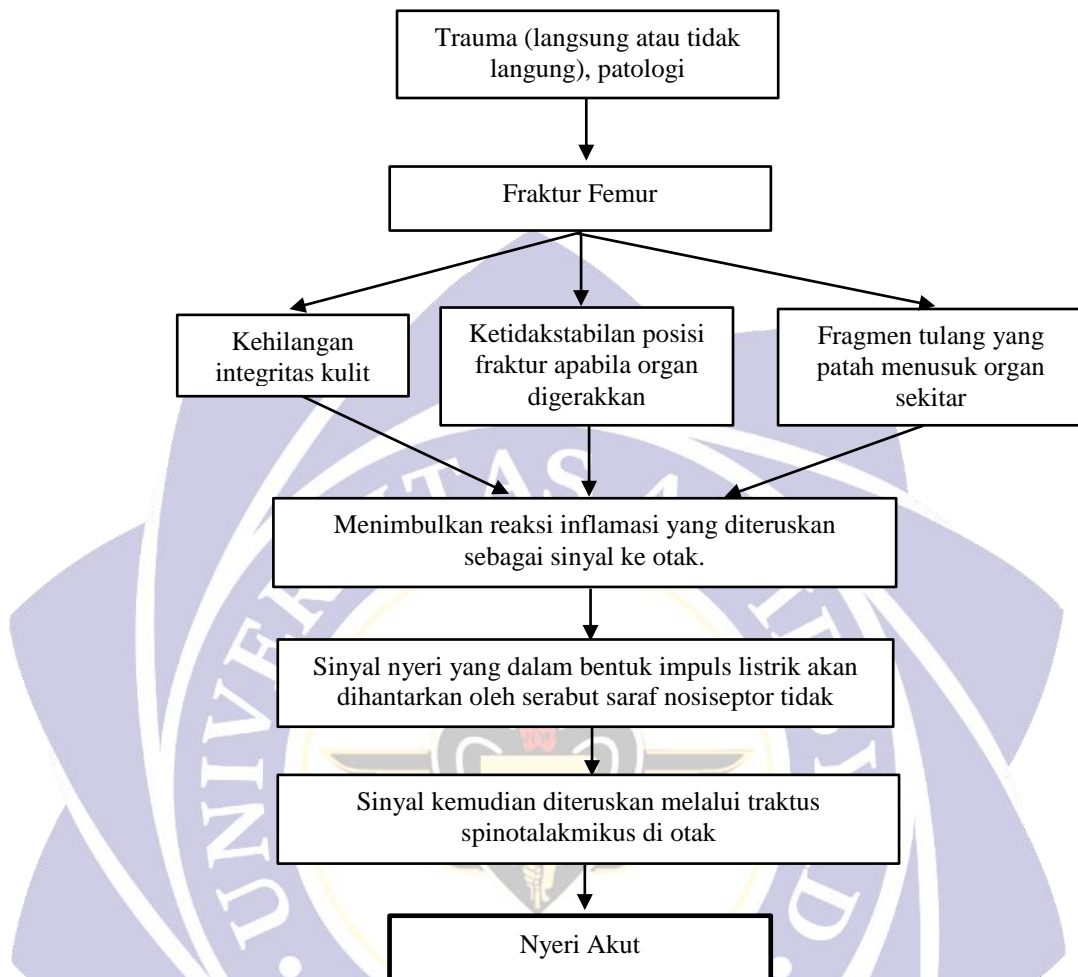 Trauma (langsung atau tidak
langung), patologi
Fraktur Femur
Kehilangan
integritas kulit
Ketidakstabilan posisi
fraktur apabila organ
digerakkan
Fragmen tulang yang
patah menusuk organ
sekitar
Menimbulkan reaksi inflamasi yang diteruskan
sebagai sinyal ke otak.
Sinyal nyeri yang dalam bentuk impuls listrik akan
dihantarkan oleh serabut saraf nosiseptor tidak
Sinyal kemudian diteruskan melalui traktus
spinotalakmikus di otak
Nyeri Akut